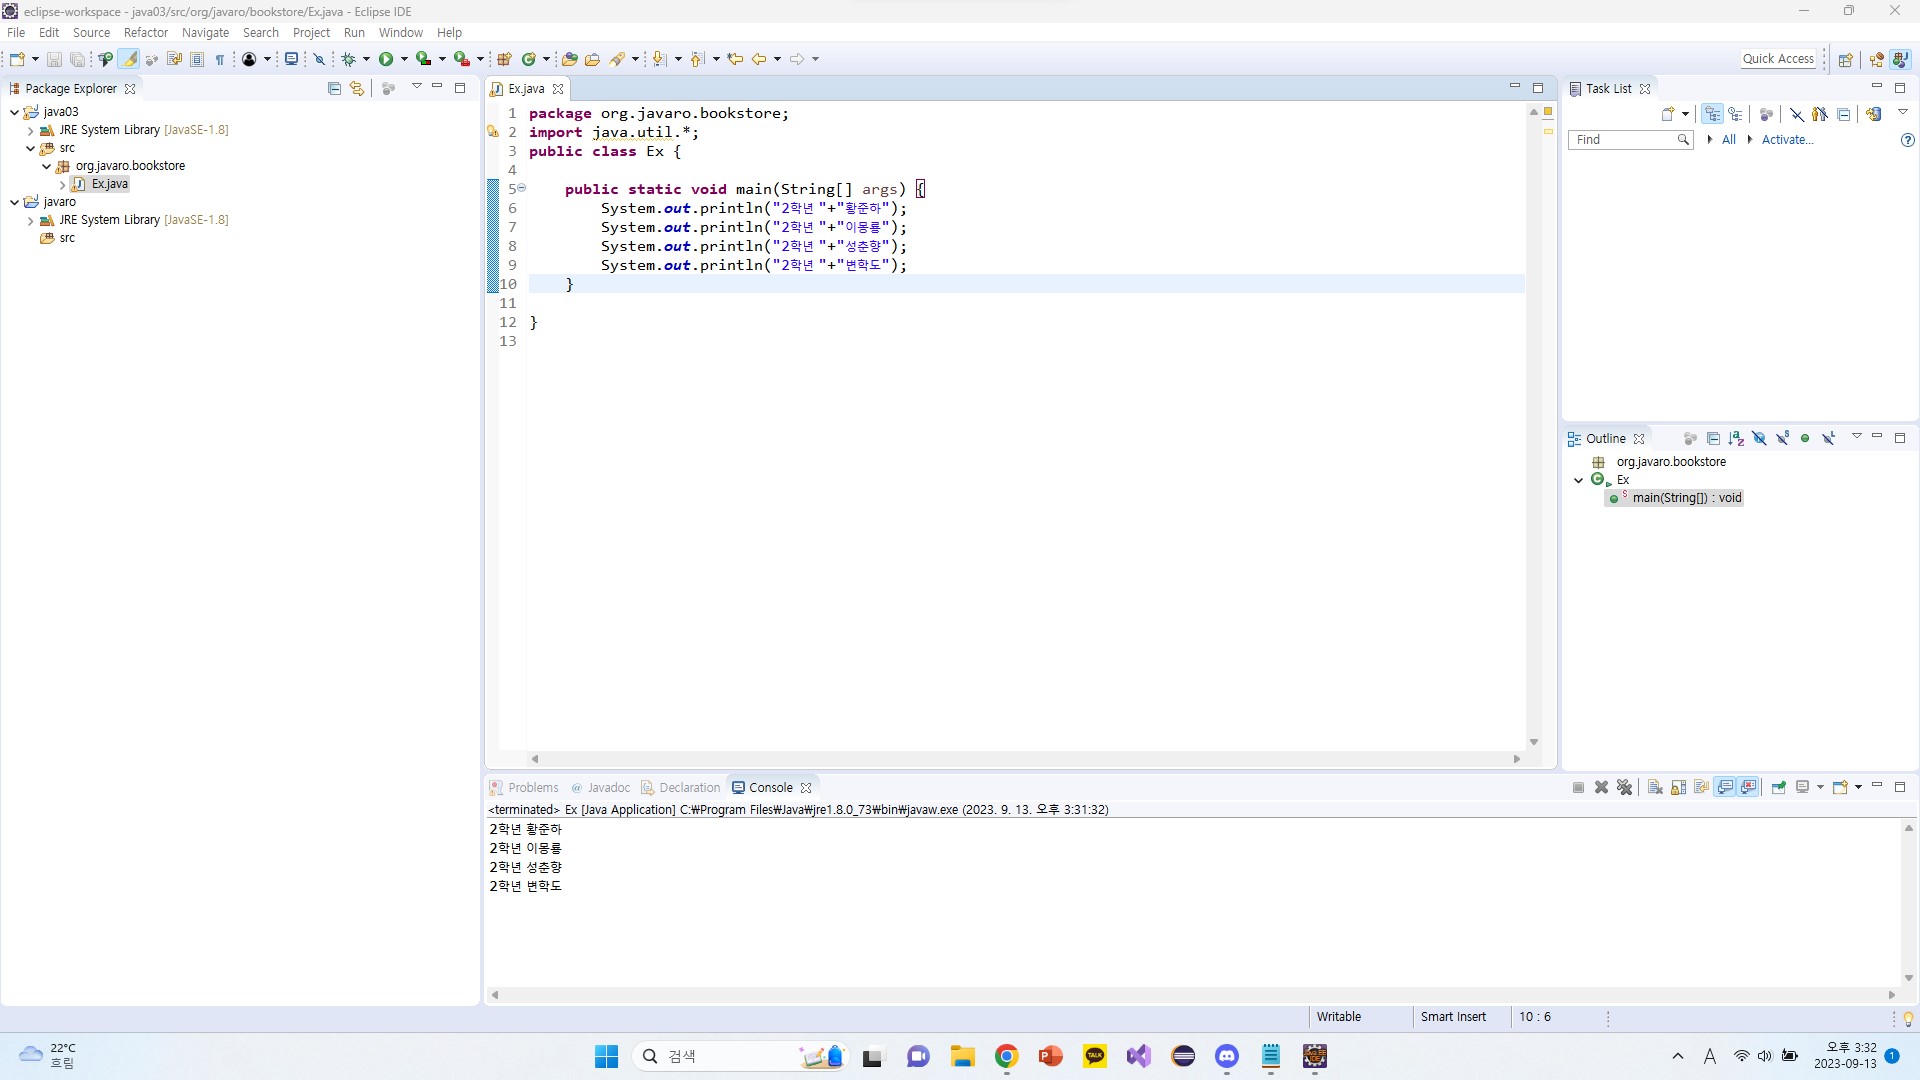 eclipse-workspace - java03/src/org/javaro/bookstore/Ex.java - Eclipse IDE
File Edit Source Refactor Navigate Search Project Run Window Help
Quick Access
Package Explorer
java03
JRE System Library [JavaSE-1.8]
src
org.javaro.bookstore
Ex.java
javaro
JRE System Library [JavaSE-1.8]
src
Ex.java
1 package org.javaro.bookstore;
2 import java.util.*;
3 public class Ex {
4
5 public static void main(String[] args) {
6 System.out.println("2학년 "+"황준하");
7 System.out.println("2학년 "+"이몽룡");
8 System.out.println("2학년 "+"성춘향");
9 System.out.println("2학년 "+"변학도");
10 }
11
12 }
13
Task List
Find All Activate...
Outline
org.javaro.bookstore
Ex
main(String[]) : void
Problems @ Javadoc Declaration Console
<terminated> Ex [Java Application] C:₩Program Files₩Java₩jre1.8.0_73₩bin₩javaw.exe (2023. 9. 13. 오후 3:31:32)
2학년 황준하
2학년 이몽룡
2학년 성춘향
2학년 변학도
Writable Smart Insert 10 : 6
22°C
흐림
검색
TALK
A
오후 3:32
2023-09-13
1